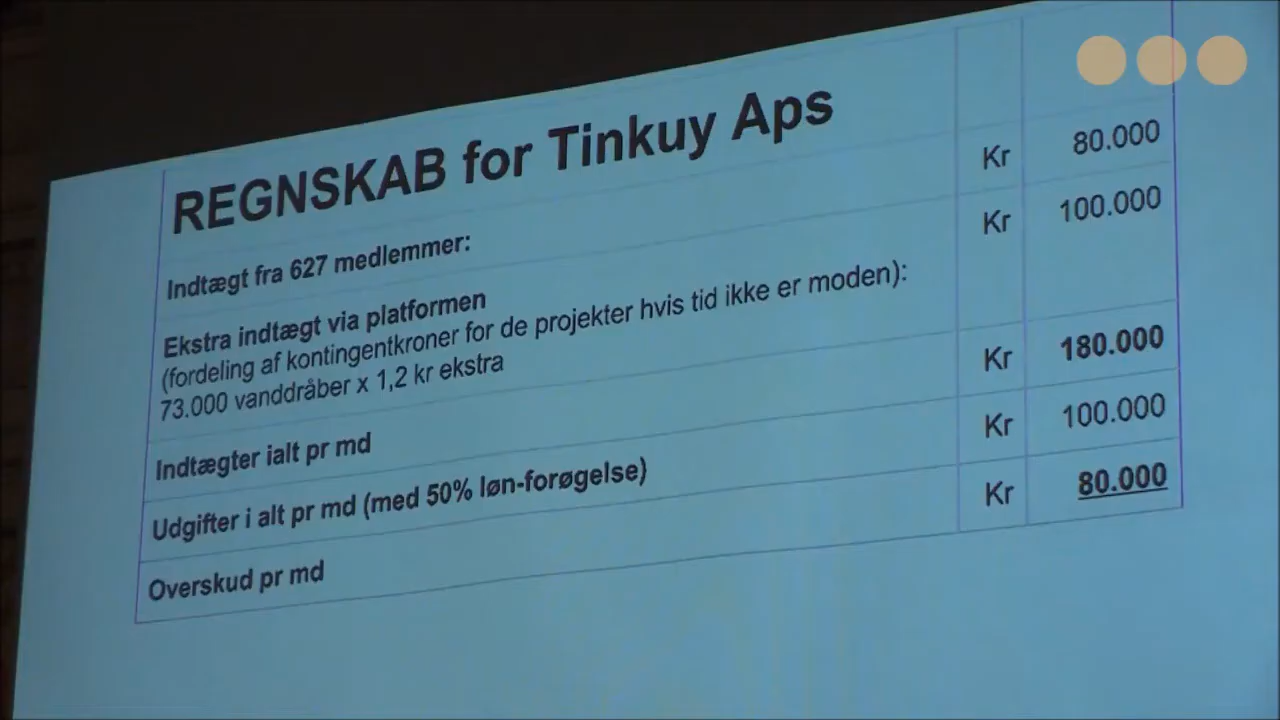 REGNSKAB for Tinkuy Aps
Indtægt fra 627 medlemmer: Kr 80.000
Ekstra indtægt via platformen Kr 100.000
(fordeling af kontingentkroner for de projekter hvis tid ikke er moden):
73.000 vanddråber x 1,2 kr ekstra
Indtægter ialt pr md Kr 180.000
Udgifter i alt pr md (med 50% løn-forøgelse) Kr 100.000
Overskud pr md Kr 80.000